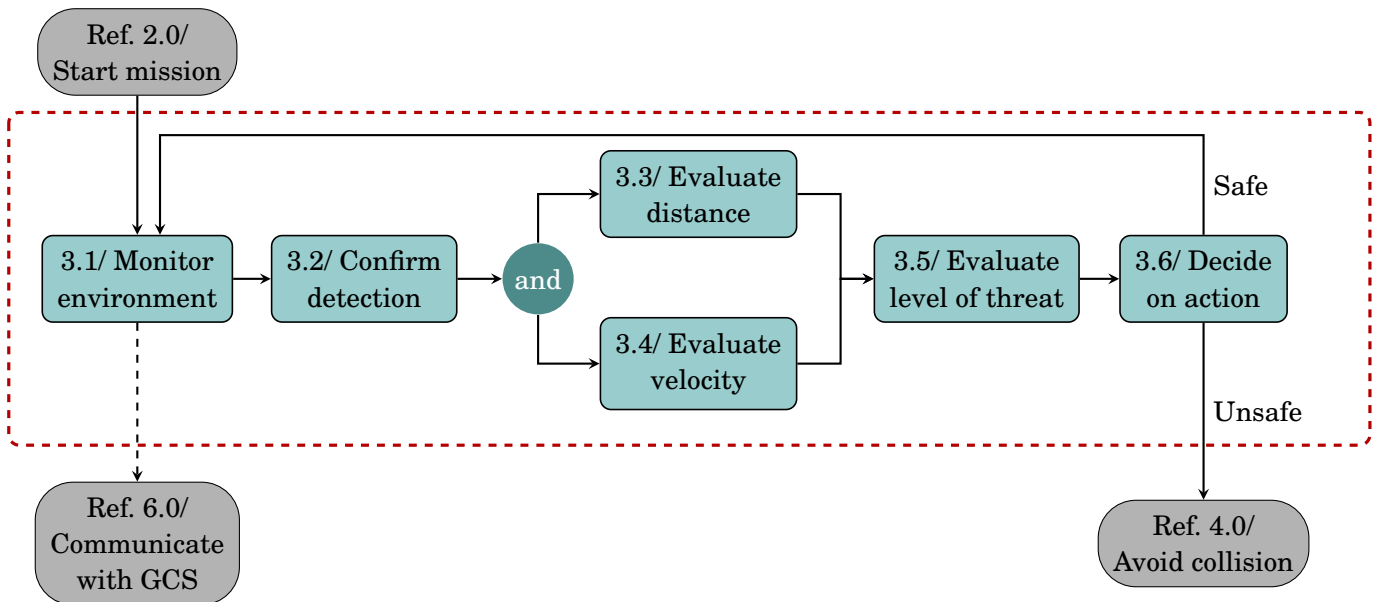 Ref. 2.0/
Start mission
3.3/ Evaluate
distance
Safe
3.1/ Monitor
environment
3.2/ Confirm
detection
and
3.5/ Evaluate
level of threat
3.6/ Decide
on action
3.4/ Evaluate
velocity
Unsafe
Ref. 6.0/
Communicate
with GCS
Ref. 4.0/
Avoid collision